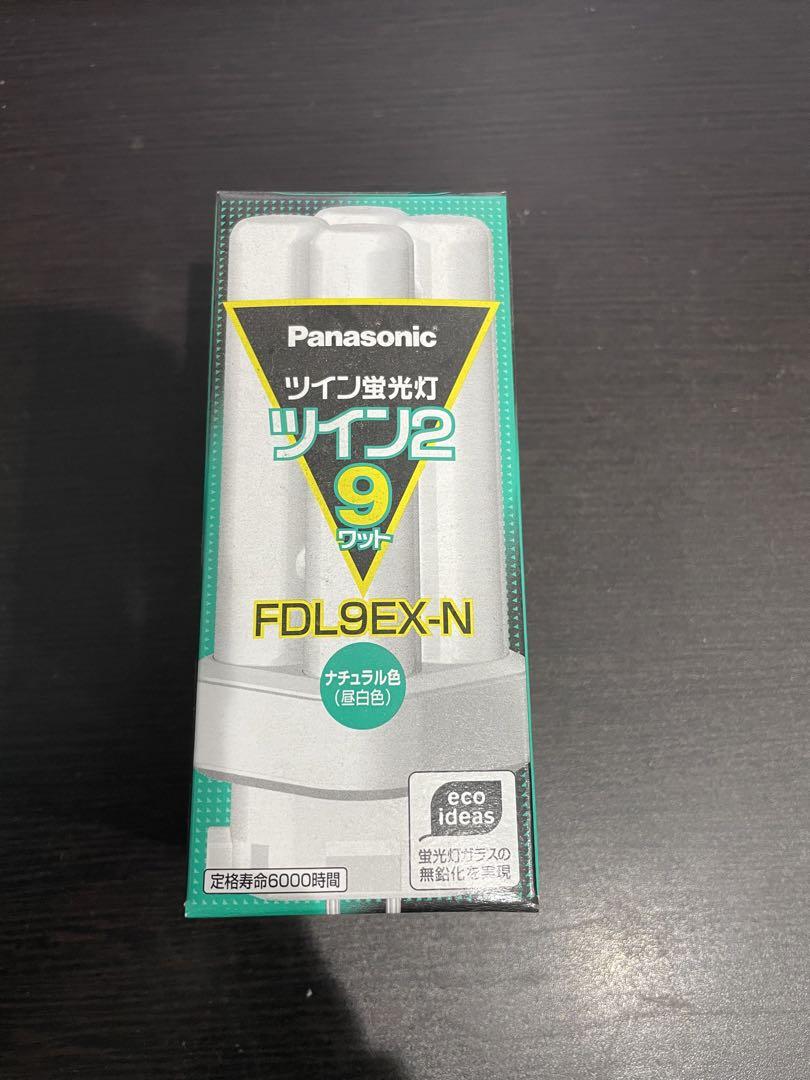 Panasonic
ツイン蛍光灯
ツイン2
9
ワット
FDL9EX-N
ナチュラル色
(昼白色)
eco
ideas
蛍光灯ガラスの
無鉛化を実現
定格寿命6000時間